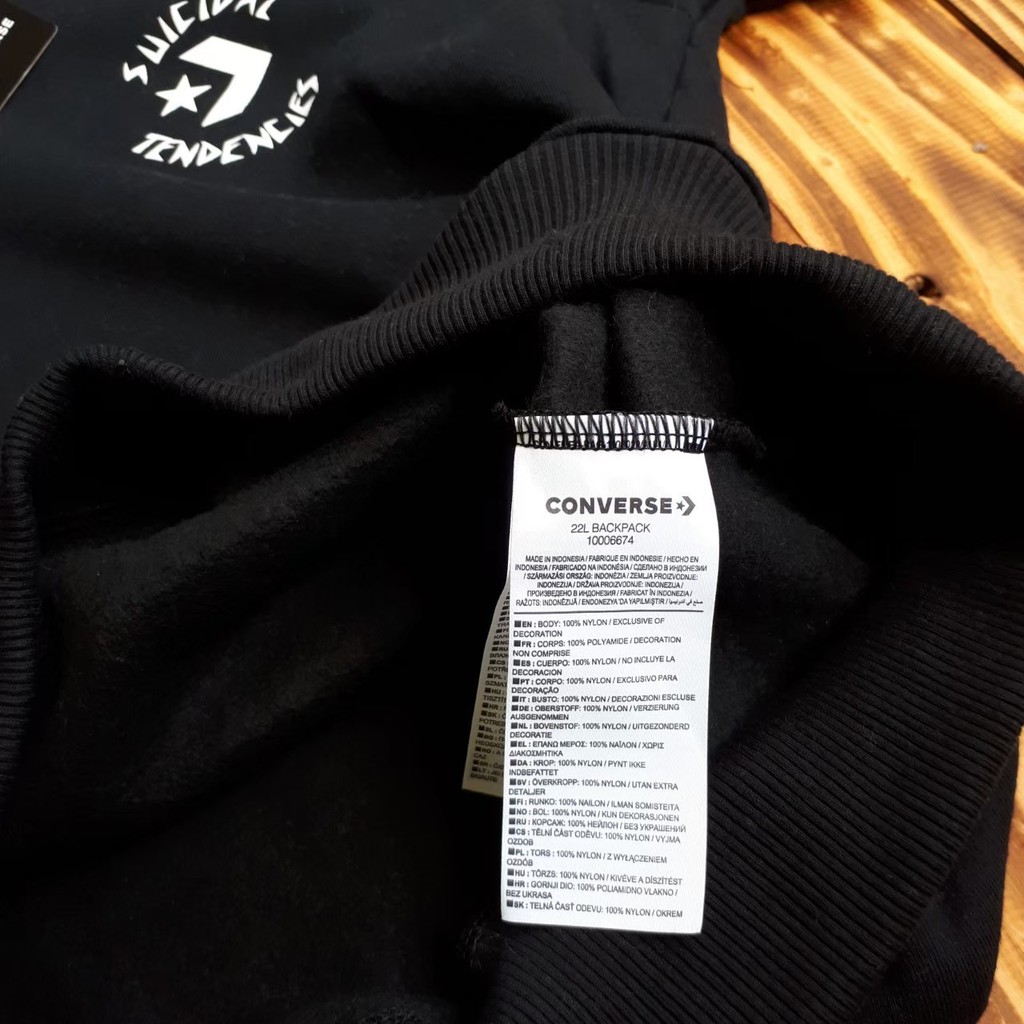 SUICIDAL
TENDENCIES
CONVERSE
22L BACKPACK
10006674
MADE IN INDONESIA / FABRIQUE EN INDONESIE / HECHO EN
INDONESIA / FABRICADO NA INDONÉSIA / СДЕЛАНО В ИНДОНЕЗИИ
/ SZÁRMAZÁSI ORSZÁG: INDONÉZIA / ZEMLJA PROIZVODNJE:
INDONEZIJA / DRŽAVA PROIZVODNJE: INDONEZIJA /
ПРОИЗВЕДЕНО В ИНДОНЕЗИЯ / FABRICAT ÎN INDONEZIA /
RAŽOTS: INDONĒZIJĀ / ENDONEZYA'DA YAPILMIŞTIR / صنع في اندونيسيا
EN : BODY: 100% NYLON / EXCLUSIVE OF
DECORATION
FR : CORPS: 100% POLYAMIDE / DECORATION
NON COMPRISE
ES : CUERPO: 100% NYLON / NO INCLUYE LA
DECORACION
PT : CORPO: 100% NYLON / EXCLUSIVO PARA
DECORAÇÃO
IT : BUSTO: 100% NYLON / DECORAZIONI ESCLUSE
DE : OBERSTOFF: 100% NYLON / VERZIERUNG
AUSGENOMMEN
NL : BOVENSTOF: 100% NYLON / UITGEZONDERD
DECORATIE
EL : ΕΠΑΝΩ ΜΕΡΟΣ: 100% ΝΑΪΛΟΝ / ΧΩΡΙΣ
ΔΙΑΚΟΣΜΗΤΙΚΑ
DA : KROP: 100% NYLON / PYNT IKKE
INDBEFATTET
SV : ÖVERKROPP: 100% NYLON / UTAN EXTRA
DETALJER
FI : RUNKO: 100% NAILON / ILMAN SOMISTEITA
NO : BOL: 100% NYLON / KUN DEKORASJONEN
RU : КОРСАЖ: 100% НЕЙЛОН / БЕЗ УКРАШЕНИЙ
CS : TĚLNÍ ČÁST ODĚVU: 100% NYLON / VYJMA
OZDOB
PL : TORS : 100% NYLON / Z WYŁĄCZENIEM
OZDÓB
HU : TÖRZS: 100% NYLON / KIVÉVE A DÍSZÍTÉST
HR : GORNJI DIO: 100% POLIAMIDNO VLAKNO /
BEZ UKRASA
SK : TELNÁ ČASŤ ODEVU: 100% NYLON / OKREM